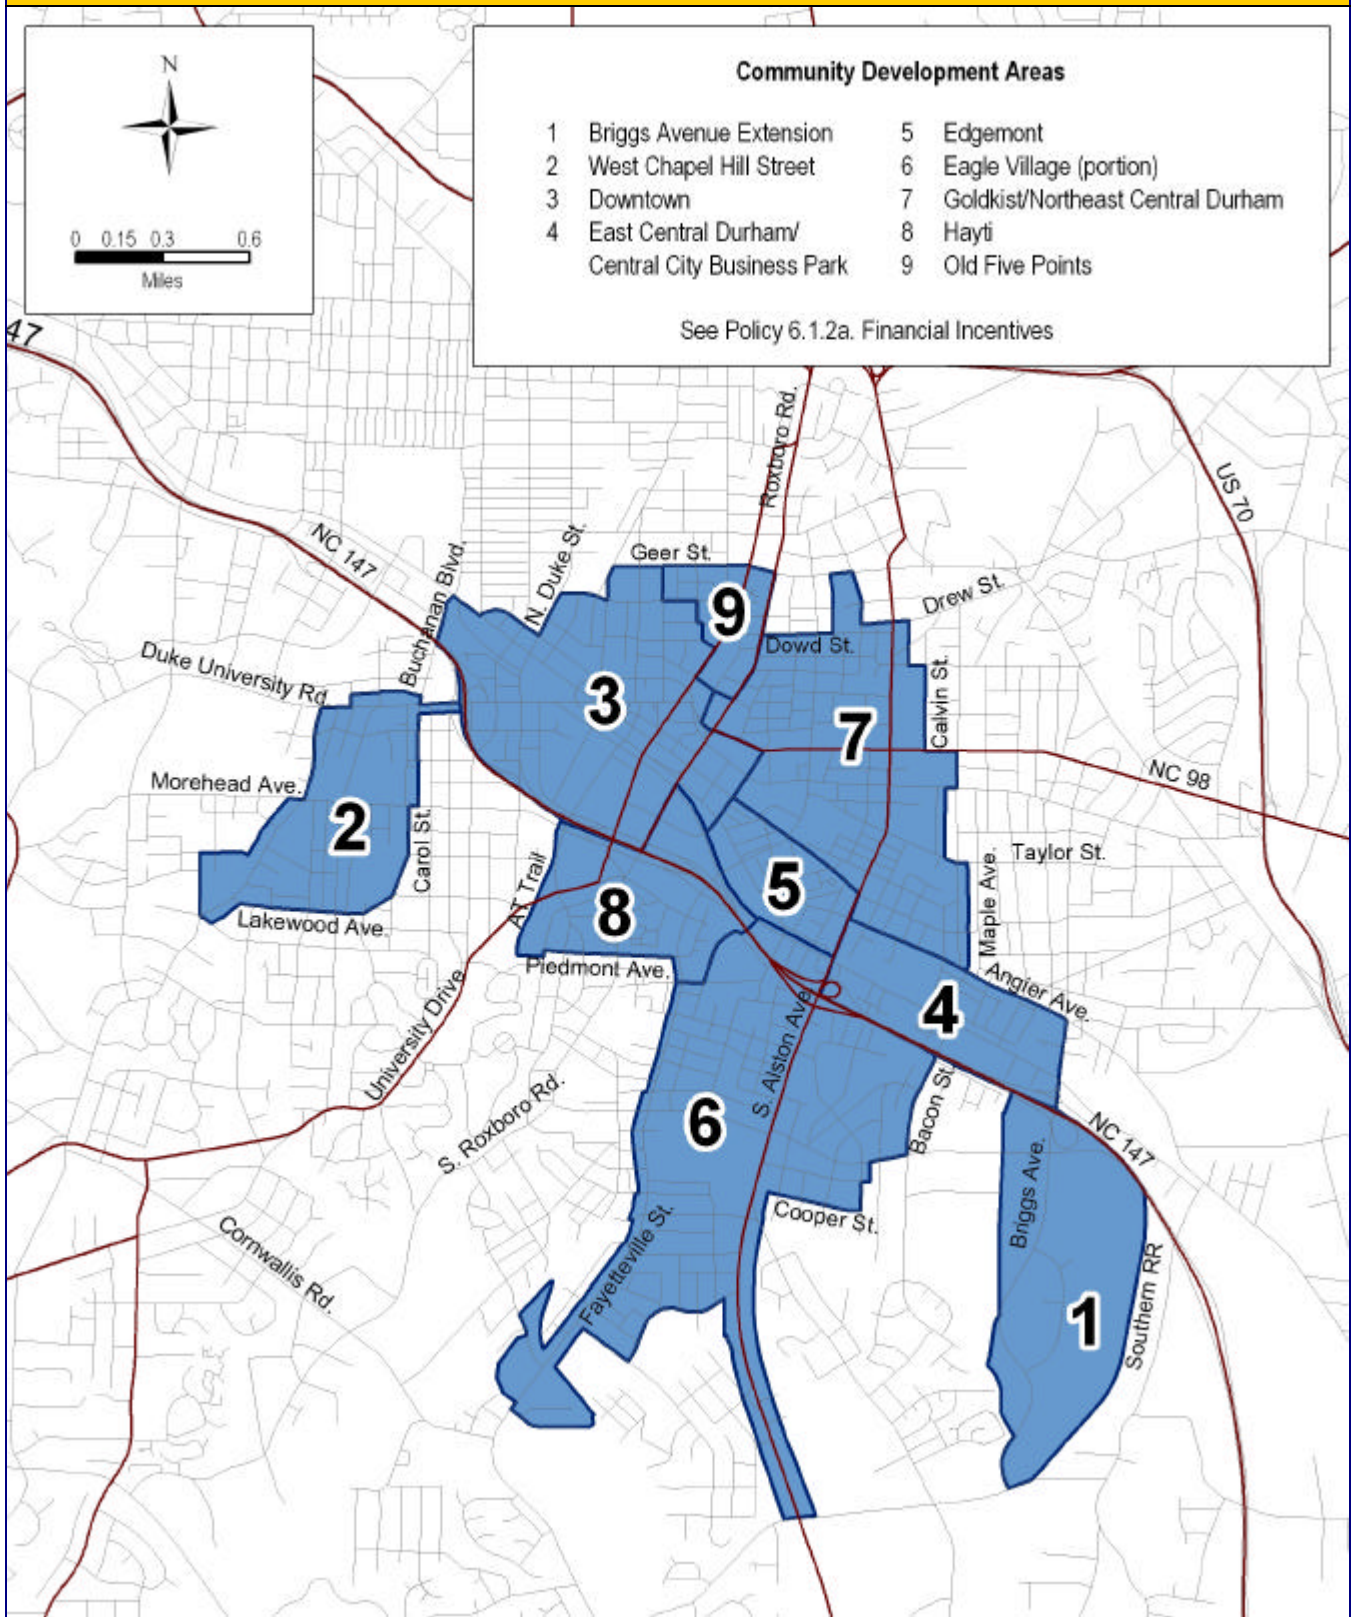 N
0 0.15 0.3 0.6
Miles
Community Development Areas
1 Briggs Avenue Extension
2 West Chapel Hill Street
3 Downtown
4 East Central Durham/
Central City Business Park
5 Edgemont
6 Eagle Village (portion)
7 Goldkist/Northeast Central Durham
8 Hayti
9 Old Five Points
See Policy 6.1.2a. Financial Incentives
47
Roxboro Rd.
US 70
NC 147
Buchanan Blvd.
N. Duke St.
Geer St.
Drew St.
9
Dowd St.
Duke University Rd.
Calvin St.
3
7
Morehead Ave.
NC 98
2
Carol St.
Taylor St.
Maple Ave.
5
AT Trail
8
Lakewood Ave.
Piedmont Ave.
Angier Ave.
4
University Drive
S. Alston Ave.
S. Roxboro Rd.
6
Bacon St.
NC 147
Briggs Ave.
Cooper St.
Cornwallis Rd.
Fayetteville St.
1
Southern RR